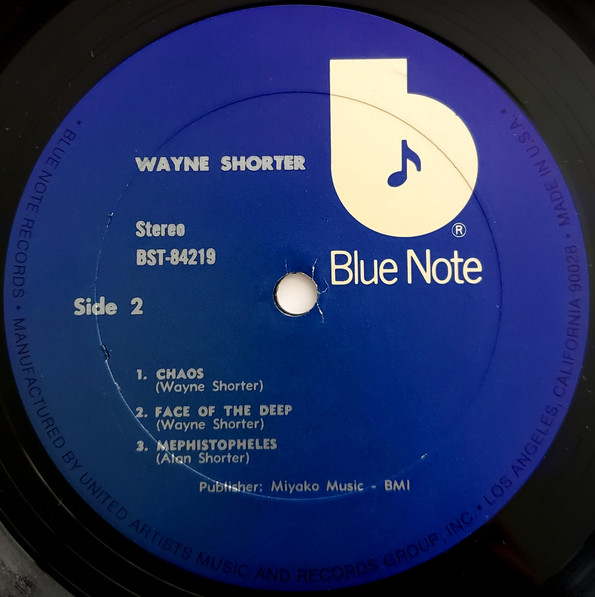 WAYNE SHORTER
Stereo
BST-84219
Side 2
b
®
Blue Note
1. CHAOS
(Wayne Shorter)
2. FACE OF THE DEEP
(Wayne Shorter)
3. MEPHISTOPHELES
(Alan Shorter)
Publisher: Miyako Music - BMI
• BLUE NOTE RECORDS • MANUFACTURED BY UNITED ARTISTS MUSIC AND RECORDS GROUP, INC. • LOS ANGELES, CALIFORNIA 90028 • MADE IN U.S.A. •